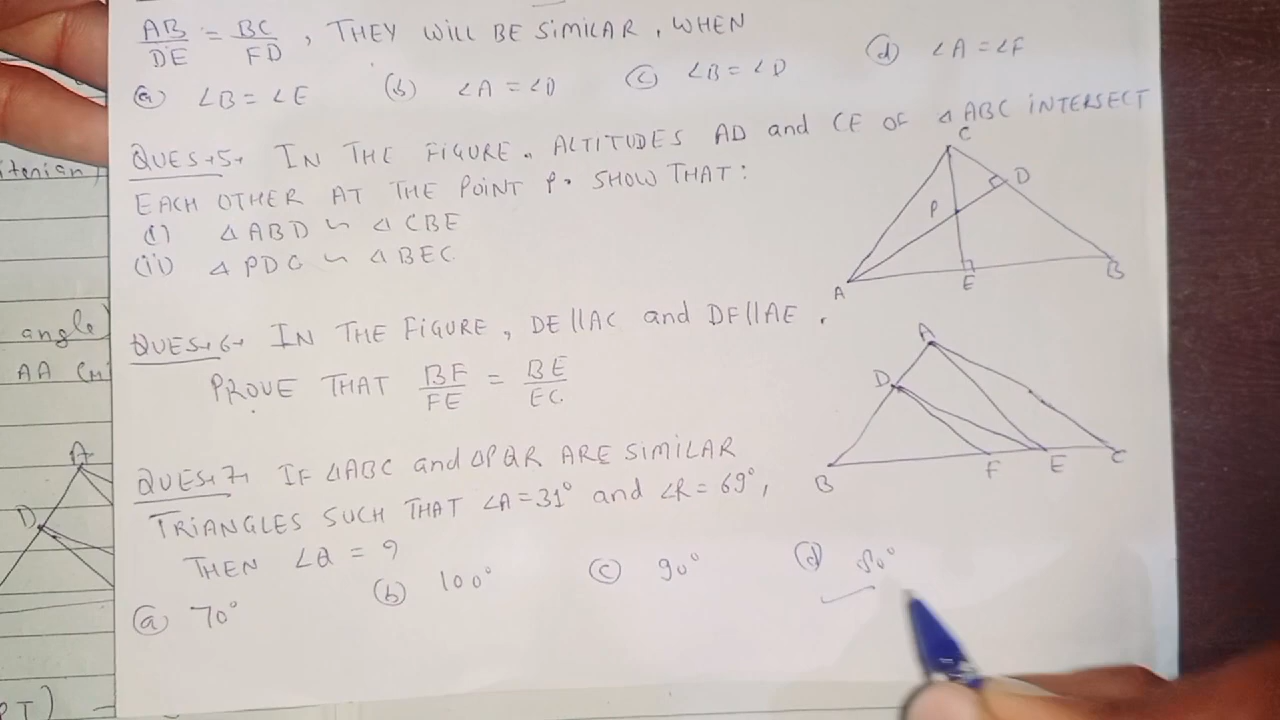 AB/DE = BC/FD, THEY WILL BE SIMILAR, WHEN
(a) ∠B = ∠E (b) ∠A = ∠D (c) ∠B = ∠D (d) ∠A = ∠F
QUES.5. IN THE FIGURE, ALTITUDES AD and CE OF △ABC INTERSECT
EACH OTHER AT THE POINT P. SHOW THAT:
(i) △ABD ∽ △CBE
(ii) △PDC ∽ △BEC
C
D
P
A
E
B
QUES.6. IN THE FIGURE, DE||AC and DF||AE.
PROVE THAT BF/FE = BE/EC
A
D
B
F
E
C
QUES.7. IF △ABC and △PQR ARE SIMILAR
TRIANGLES SUCH THAT ∠A=31° and ∠R=69°,
THEN ∠Q = ?
(a) 70° (b) 100° (c) 90° (d) 80°
angle
AA
A
D